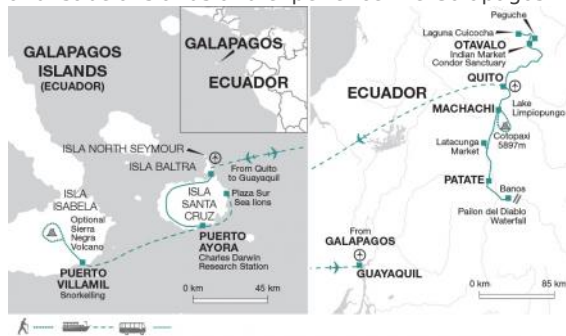 GALAPAGOS
ISLANDS
(ECUADOR)
GALAPAGOS
ECUADOR
ISLA NORTH SEYMOUR
ISLA BALTRA
From Quito
to Guayaquil
ISLA
SANTA
CRUZ
Plaza Sur
Sea lions
ISLA
ISABELA
Optional
Sierra
Negra
Volcano
PUERTO
AYORA
Charles Darwin
Research Station
PUERTO
VILLAMIL
Snorkelling
0 km
45 km
Peguche
Laguna Cuicocha
OTAVALO
Indian Market
Condor Sanctuary
QUITO
ECUADOR
MACHACHI
Lake
Limpiopungo
Cotopaxi
5897m
Latacunga
Market
PATATE
Banos
Pailon del Diablo
Waterfall
From
GALAPAGOS
GUAYAQUIL
0 km
85 km